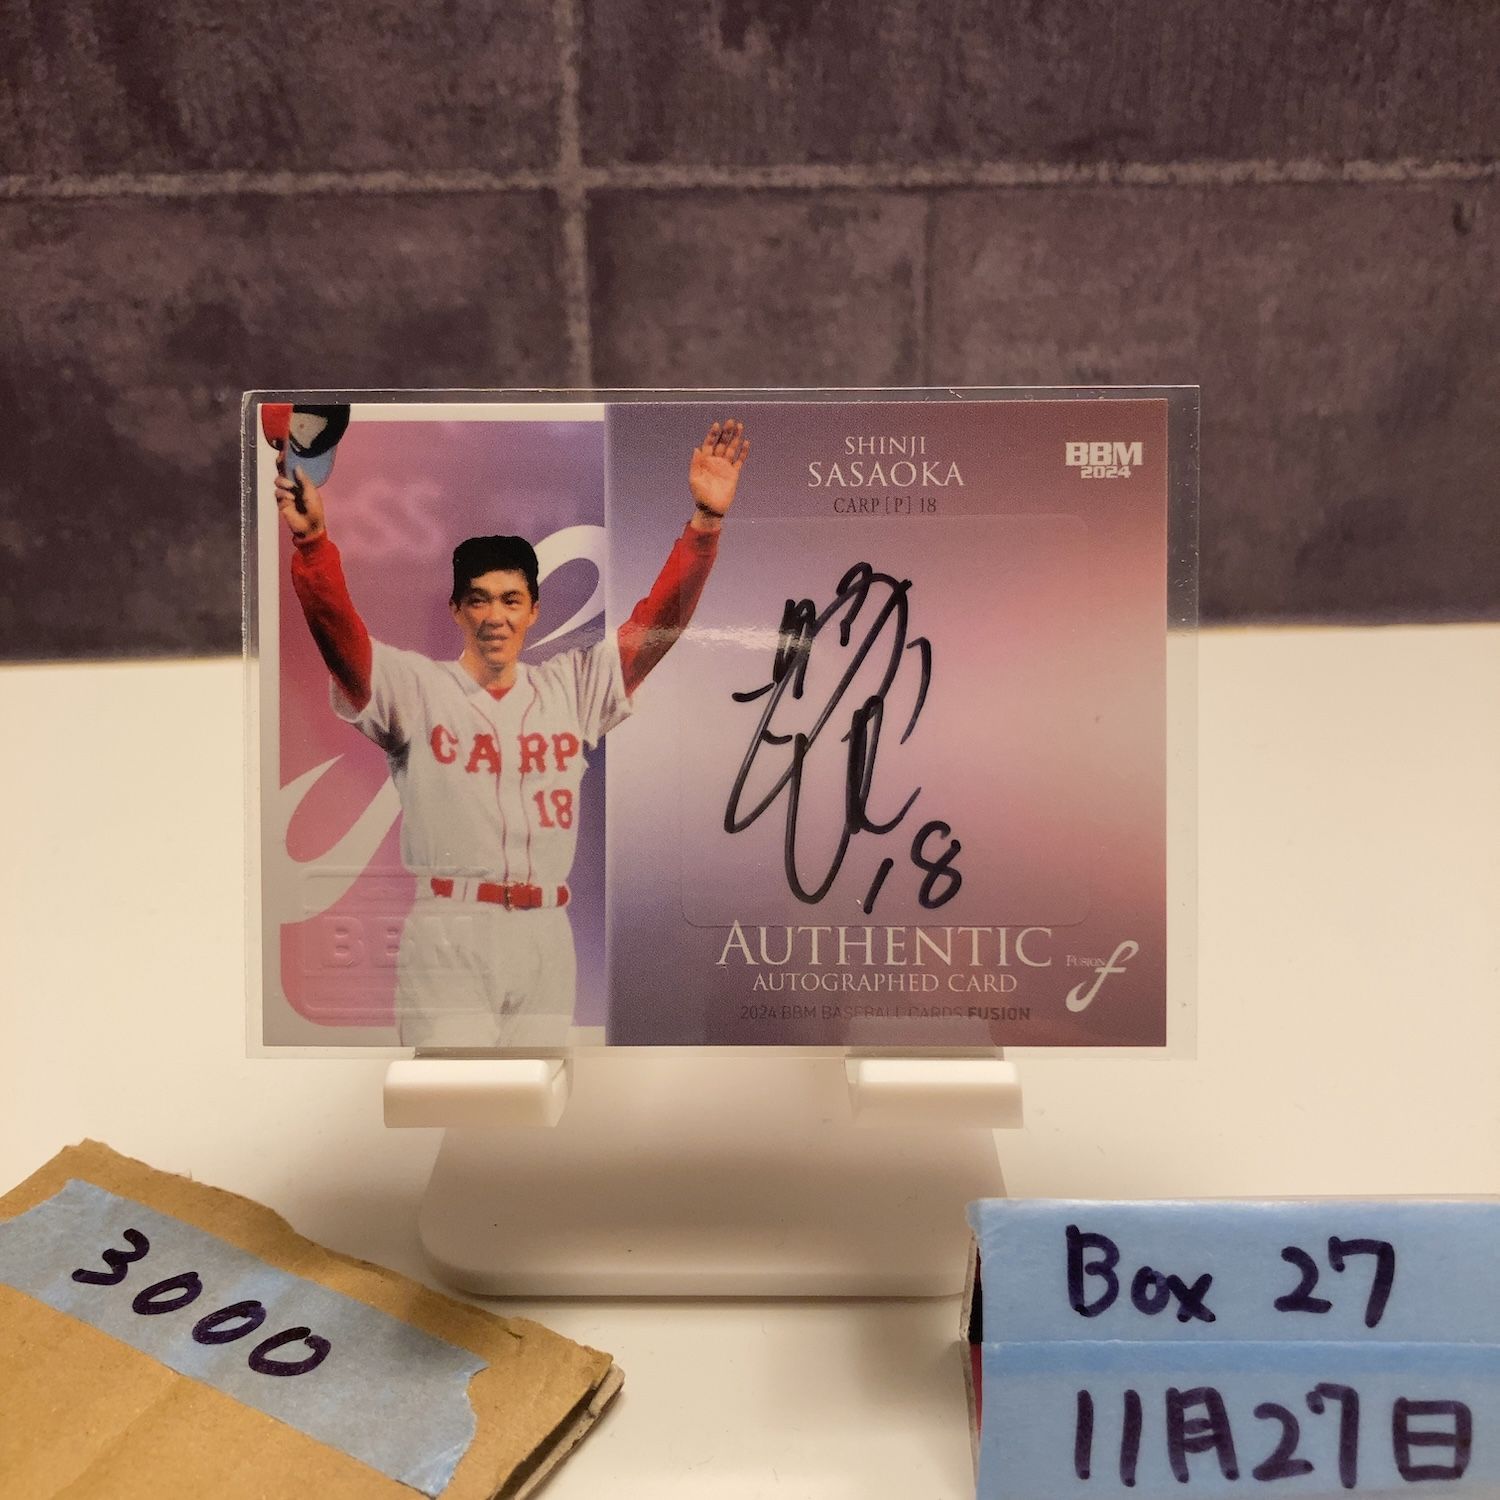 SHINJI
SASAOKA
CARP [P] 18
BBM
2024
CARP
18
18
BBM
AUTHENTIC
AUTOGRAPHED CARD
2024 BBM BASEBALL CARDS FUSION
FUSION f
3000
Box 27
11月27日